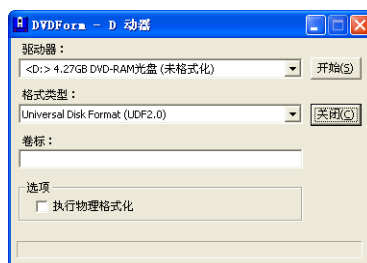 DVDForm - D 动器
驱动器：
<D:> 4.27GB DVD-RAM光盘 (未格式化)
开始(S)
格式类型：
Universal Disk Format (UDF2.0)
关闭(C)
卷标：
选项
执行物理格式化